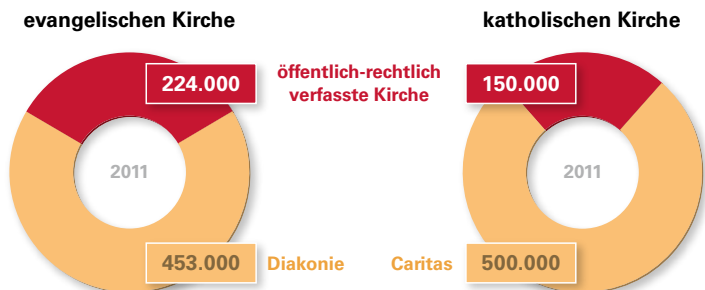 evangelischen Kirche
katholischen Kirche
224.000
öffentlich-rechtlich
verfasste Kirche
150.000
2011
2011
453.000
Diakonie
Caritas
500.000